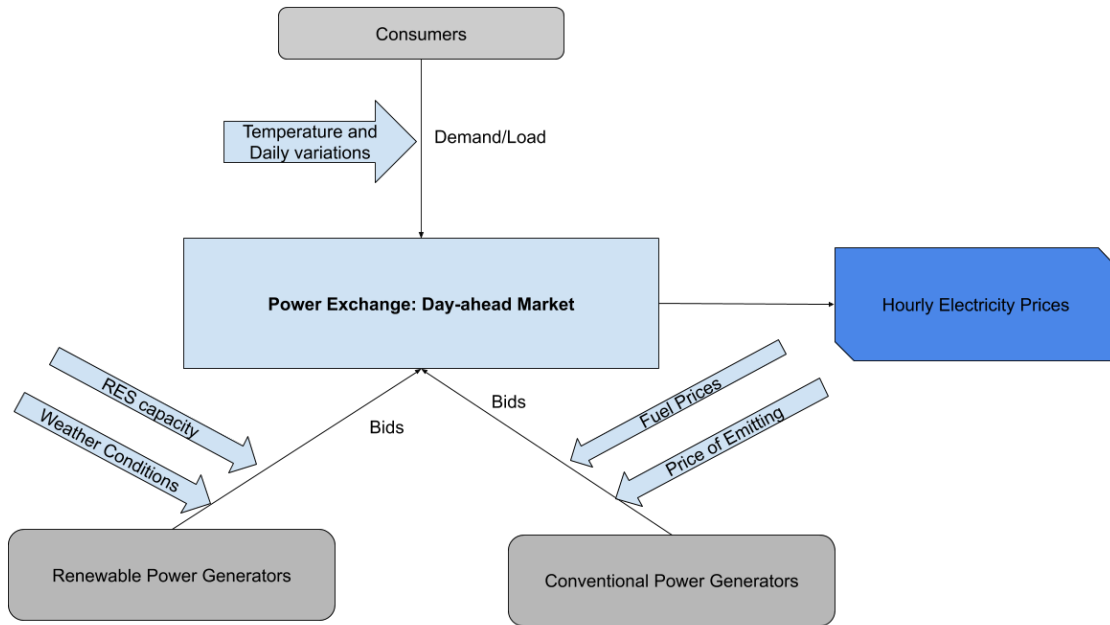 Consumers
Temperature and
Daily variations
Demand/Load
Power Exchange: Day-ahead Market
Hourly Electricity Prices
RES capacity
Weather Conditions
Bids
Bids
Fuel Prices
Price of Emitting
Renewable Power Generators
Conventional Power Generators